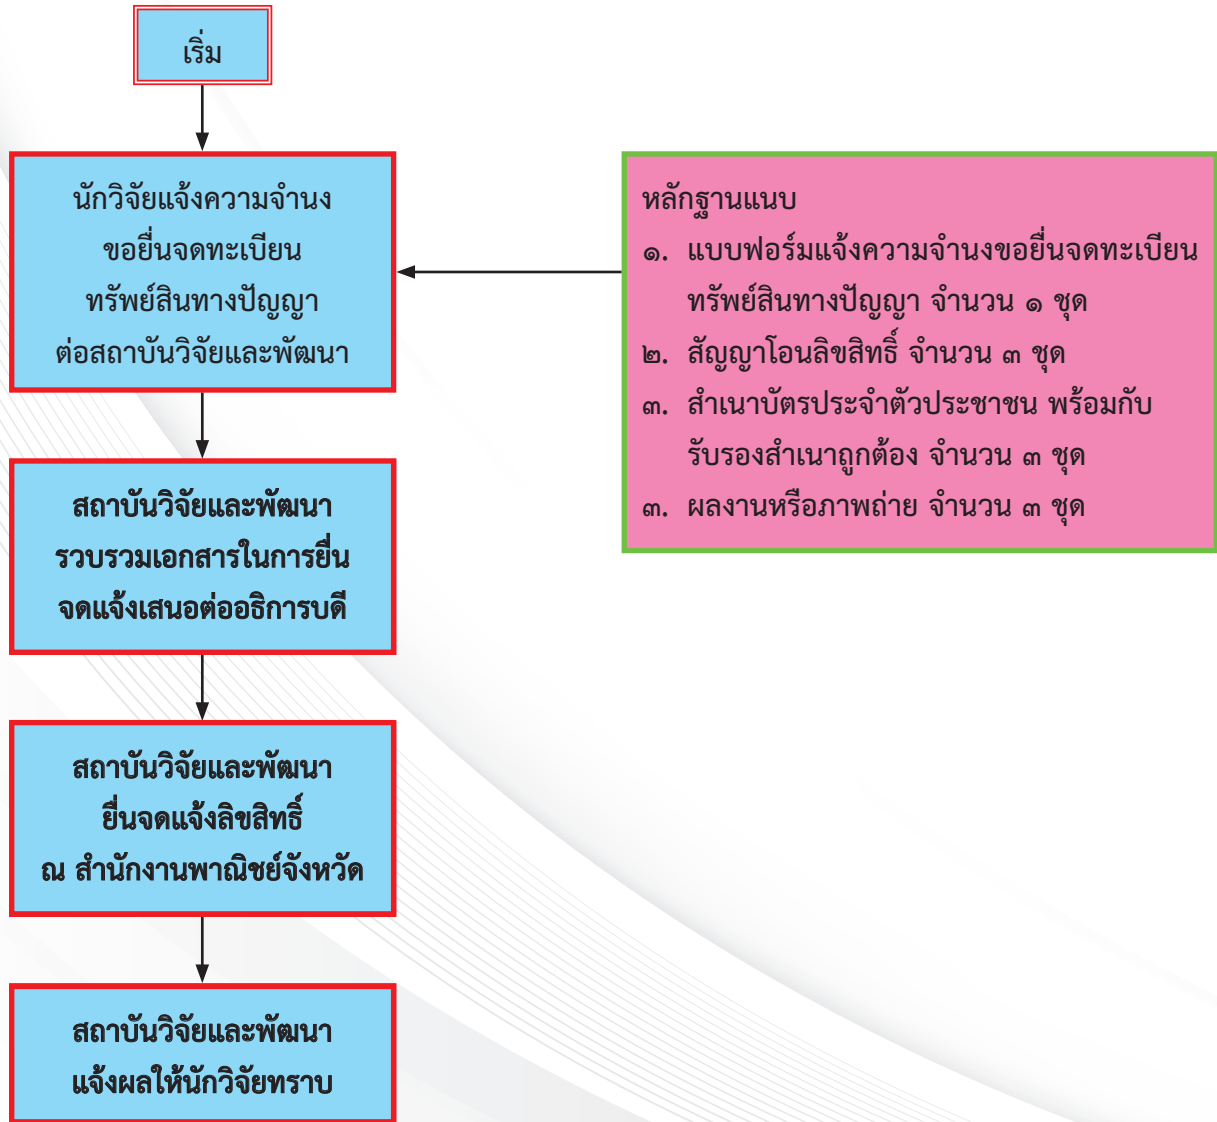 เริ่ม
นักวิจัยแจ้งความจำนง
ขอยื่นจดทะเบียน
ทรัพย์สินทางปัญญา
ต่อสถาบันวิจัยและพัฒนา
หลักฐานแนบ
๑. แบบฟอร์มแจ้งความจำนงขอยื่นจดทะเบียน
ทรัพย์สินทางปัญญา จำนวน ๑ ชุด
๒. สัญญาโอนลิขสิทธิ์ จำนวน ๓ ชุด
๓. สำเนาบัตรประจำตัวประชาชน พร้อมกับ
รับรองสำเนาถูกต้อง จำนวน ๓ ชุด
๓. ผลงานหรือภาพถ่าย จำนวน ๓ ชุด
สถาบันวิจัยและพัฒนา
รวบรวมเอกสารในการยื่น
จดแจ้งเสนอต่ออธิการบดี
สถาบันวิจัยและพัฒนา
ยื่นจดแจ้งลิขสิทธิ์
ณ สำนักงานพาณิชย์จังหวัด
สถาบันวิจัยและพัฒนา
แจ้งผลให้นักวิจัยทราบ